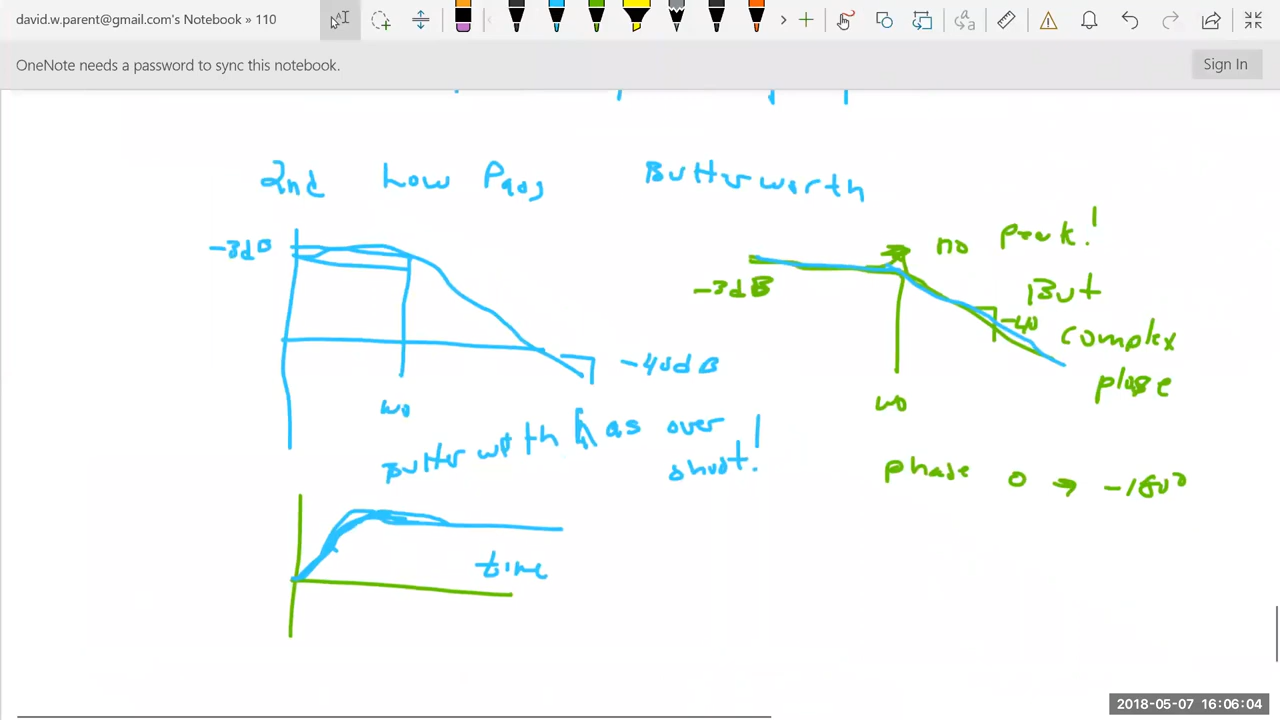 david.w.parent@gmail.com's Notebook » 110
OneNote needs a password to sync this notebook.
Sign In
2nd Low Pass Butterworth
-3dB
-40dB
wo
Butterworth has over
shoot!
time
no peak!
But
complex
-3dB
-40
wo
phase 0 → -180°
2018-05-07 16:06:04